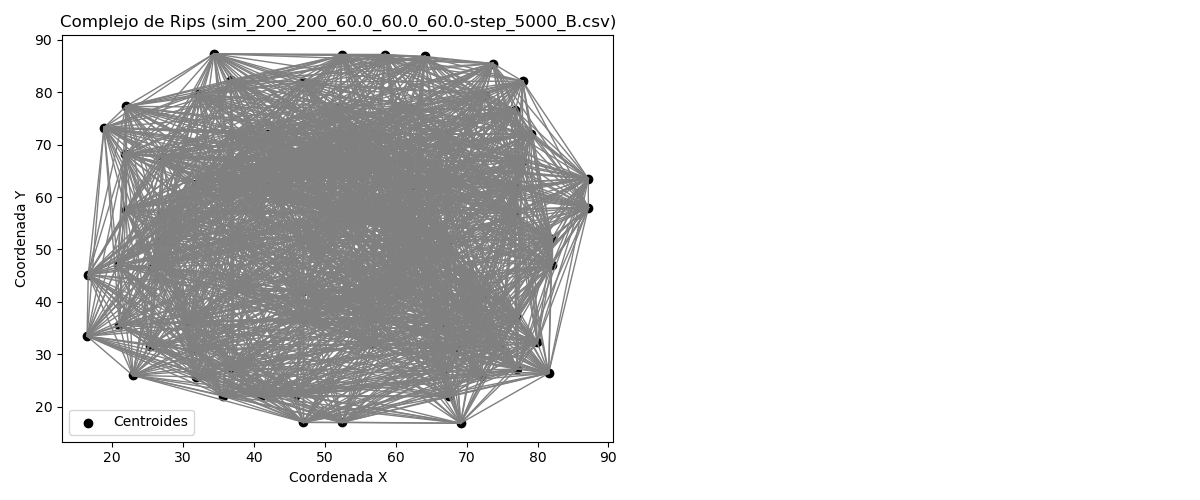 Complejo de Rips (sim_200_200_60.0_60.0_60.0-step_5000_B.csv)
90
80
70
60
50
40
30
20
Coordenada Y
Centroides
20 30 40 50 60 70 80 90
Coordenada X